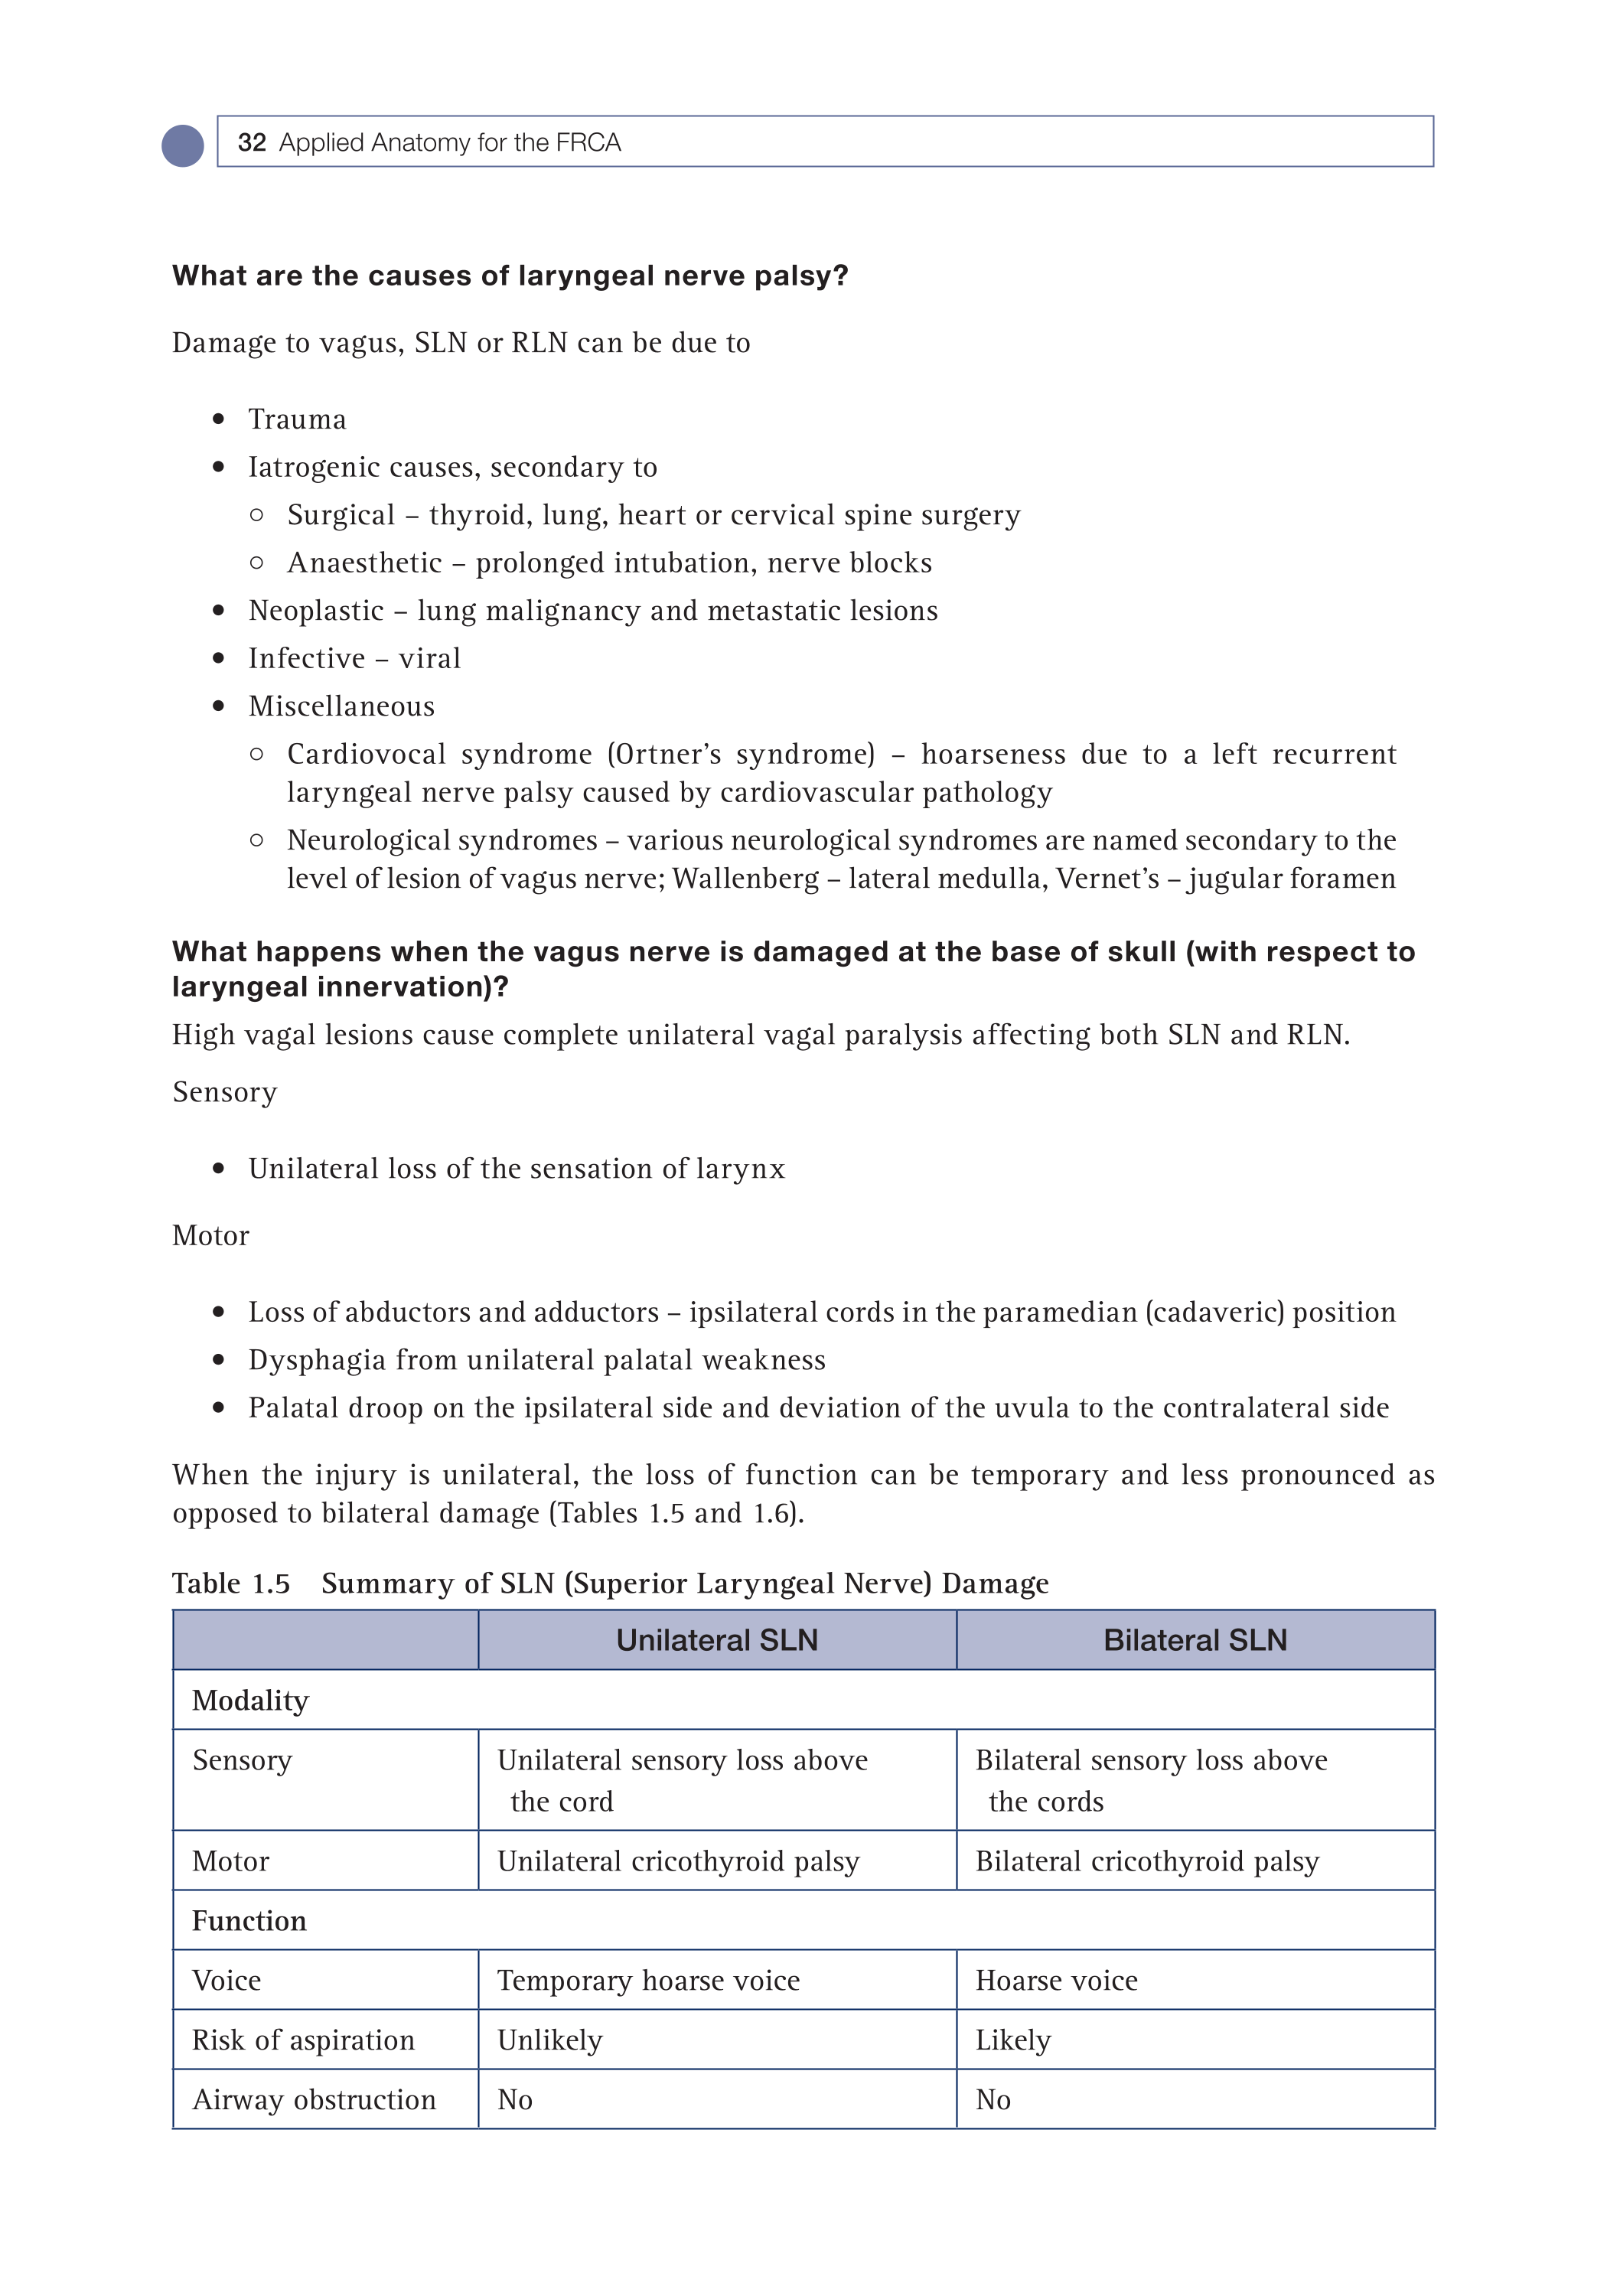 32 Applied Anatomy for the FRCA
What are the causes of laryngeal nerve palsy?
Damage to vagus, SLN or RLN can be due to
• Trauma
• Iatrogenic causes, secondary to
○ Surgical – thyroid, lung, heart or cervical spine surgery
○ Anaesthetic – prolonged intubation, nerve blocks
• Neoplastic – lung malignancy and metastatic lesions
• Infective – viral
• Miscellaneous
○ Cardiovocal syndrome (Ortner’s syndrome) – hoarseness due to a left recurrent
laryngeal nerve palsy caused by cardiovascular pathology
○ Neurological syndromes – various neurological syndromes are named secondary to the
level of lesion of vagus nerve; Wallenberg – lateral medulla, Vernet’s – jugular foramen
What happens when the vagus nerve is damaged at the base of skull (with respect to
laryngeal innervation)?
High vagal lesions cause complete unilateral vagal paralysis affecting both SLN and RLN.
Sensory
• Unilateral loss of the sensation of larynx
Motor
• Loss of abductors and adductors – ipsilateral cords in the paramedian (cadaveric) position
• Dysphagia from unilateral palatal weakness
• Palatal droop on the ipsilateral side and deviation of the uvula to the contralateral side
When the injury is unilateral, the loss of function can be temporary and less pronounced as
opposed to bilateral damage (Tables 1.5 and 1.6).
Table 1.5 Summary of SLN (Superior Laryngeal Nerve) Damage
Unilateral SLN Bilateral SLN
Modality
Sensory Unilateral sensory loss above Bilateral sensory loss above
the cord the cords
Motor Unilateral cricothyroid palsy Bilateral cricothyroid palsy
Function
Voice Temporary hoarse voice Hoarse voice
Risk of aspiration Unlikely Likely
Airway obstruction No No